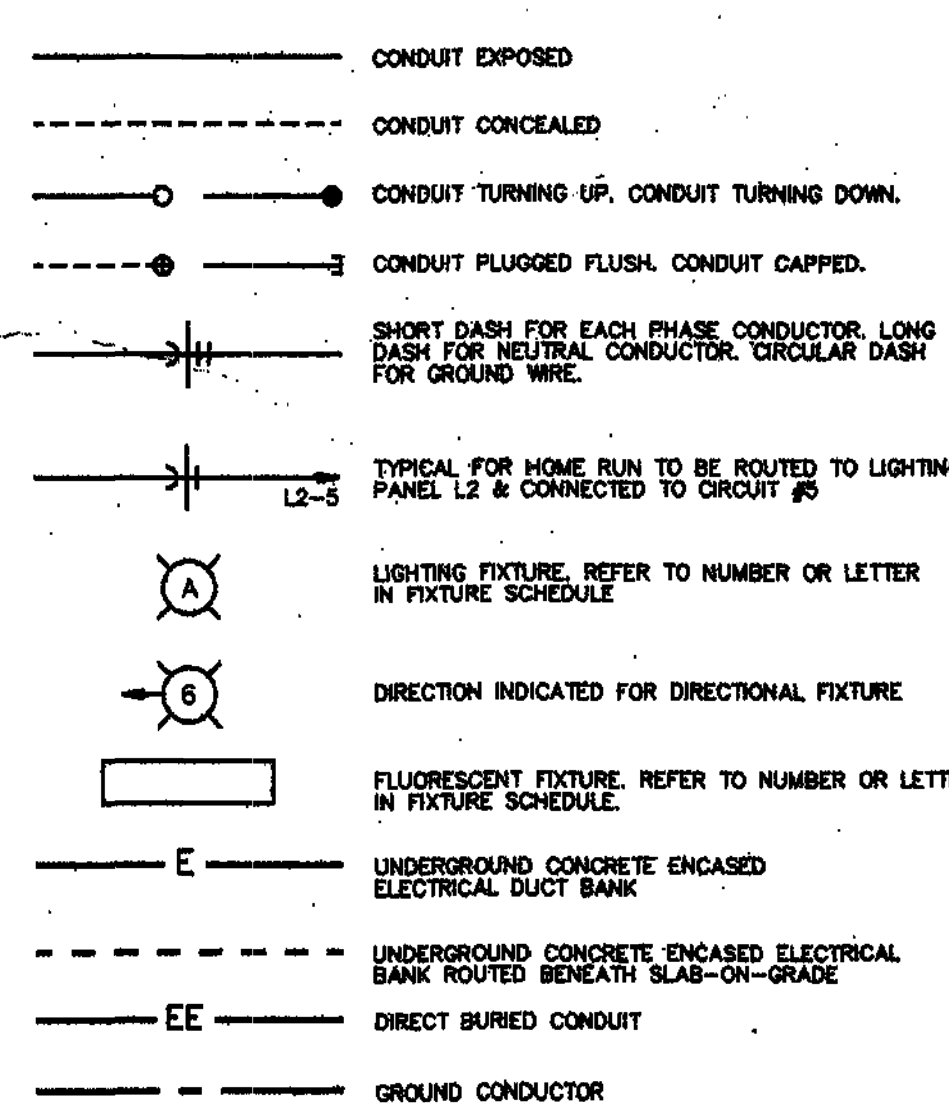 CONDUIT EXPOSED
CONDUIT CONCEALED
CONDUIT TURNING UP. CONDUIT TURNING DOWN.
CONDUIT PLUGGED FLUSH. CONDUIT CAPPED.
SHORT DASH FOR EACH PHASE CONDUCTOR. LONG
DASH FOR NEUTRAL CONDUCTOR. CIRCULAR DASH
FOR GROUND WIRE.
L2-5
TYPICAL FOR HOME RUN TO BE ROUTED TO LIGHTIN
PANEL L2 & CONNECTED TO CIRCUIT #5
A
LIGHTING FIXTURE. REFER TO NUMBER OR LETTER
IN FIXTURE SCHEDULE
6
DIRECTION INDICATED FOR DIRECTIONAL FIXTURE
FLUORESCENT FIXTURE. REFER TO NUMBER OR LETT
IN FIXTURE SCHEDULE.
E
UNDERGROUND CONCRETE ENCASED
ELECTRICAL DUCT BANK
UNDERGROUND CONCRETE ENCASED ELECTRICAL
BANK ROUTED BENEATH SLAB-ON-GRADE
EE
DIRECT BURIED CONDUIT
GROUND CONDUCTOR